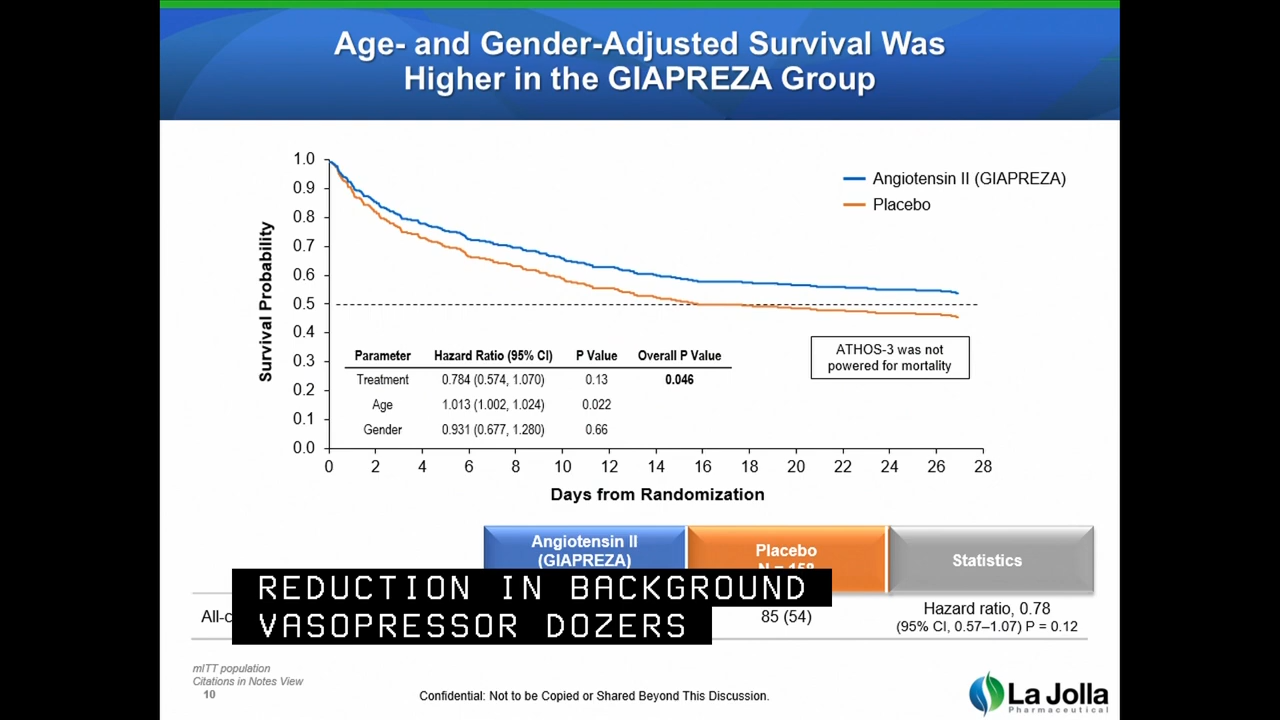 Age- and Gender-Adjusted Survival Was
Higher in the GIAPREZA Group
1.0
0.9
0.8
0.7
0.6
0.5
0.4
0.3
0.2
0.1
0.0
Survival Probability
Angiotensin II (GIAPREZA)
Placebo
ATHOS-3 was not
powered for mortality
Parameter Hazard Ratio (95% CI) P Value Overall P Value
Treatment 0.784 (0.574, 1.070) 0.13 0.046
Age 1.013 (1.002, 1.024) 0.022
Gender 0.931 (0.677, 1.280) 0.66
0 2 4 6 8 10 12 14 16 18 20 22 24 26 28
Days from Randomization
Angiotensin II
(GIAPREZA)
Placebo
N = 158
Statistics
REDUCTION IN BACKGROUND
VASOPRESSOR DOZERS
85 (54)
Hazard ratio, 0.78
(95% CI, 0.57–1.07) P = 0.12
mITT population
Citations in Notes View
10
Confidential: Not to be Copied or Shared Beyond This Discussion.
La Jolla
Pharmaceutical